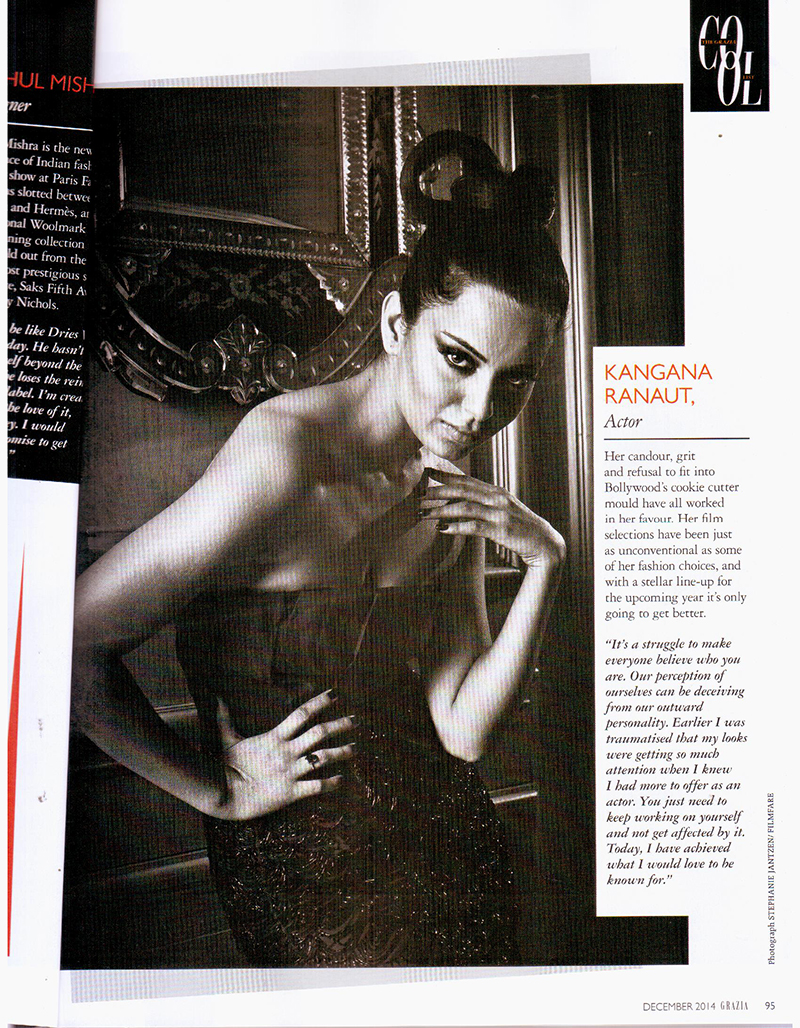 THE GRAZIA
COOL
LIST
HUL MISH
ner
Mishra is the new
ce of Indian fash
show at Paris Fa
s slotted betwe
and Hermès, an
onal Woolmark
ning collection
ld out from the
ost prestigious s
e, Saks Fifth Av
y Nichols.
be like Dries
day. He hasn't
elf beyond the
e loses the rein
label. I'm crea
he love of it,
y. I would
omise to get
"
KANGANA
RANAUT,
Actor
Her candour, grit
and refusal to fit into
Bollywood's cookie cutter
mould have all worked
in her favour. Her film
selections have been just
as unconventional as some
of her fashion choices, and
with a stellar line-up for
the upcoming year it's only
going to get better.
"It's a struggle to make
everyone believe who you
are. Our perception of
ourselves can be deceiving
from our outward
personality. Earlier I was
traumatised that my looks
were getting so much
attention when I knew
I had more to offer as an
actor. You just need to
keep working on yourself
and not get affected by it.
Today, I have achieved
what I would love to be
known for."
Photograph STEPHANIE JANTZEN/ FILMFARE
DECEMBER 2014 GRAZIA 95